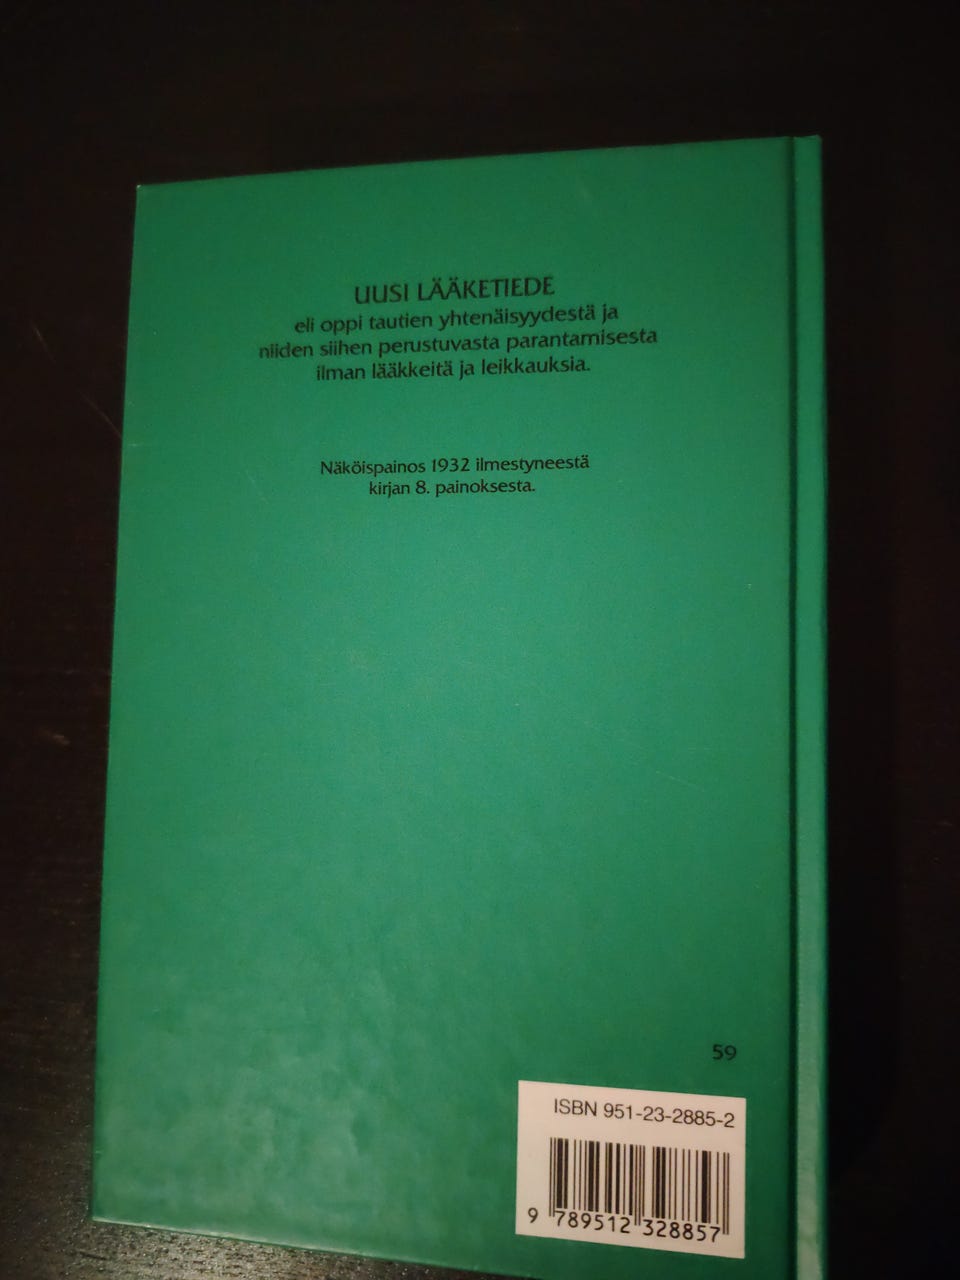 UUSI LÄÄKETIEDE
eli oppi tautien yhtenäisyydestä ja
niiden siihen perustuvasta parantamisesta
ilman lääkkeitä ja leikkauksia.
Näköispainos 1932 ilmestyneestä
kirjan 8. painoksesta.
59
ISBN 951-23-2885-2
9 789512 328857